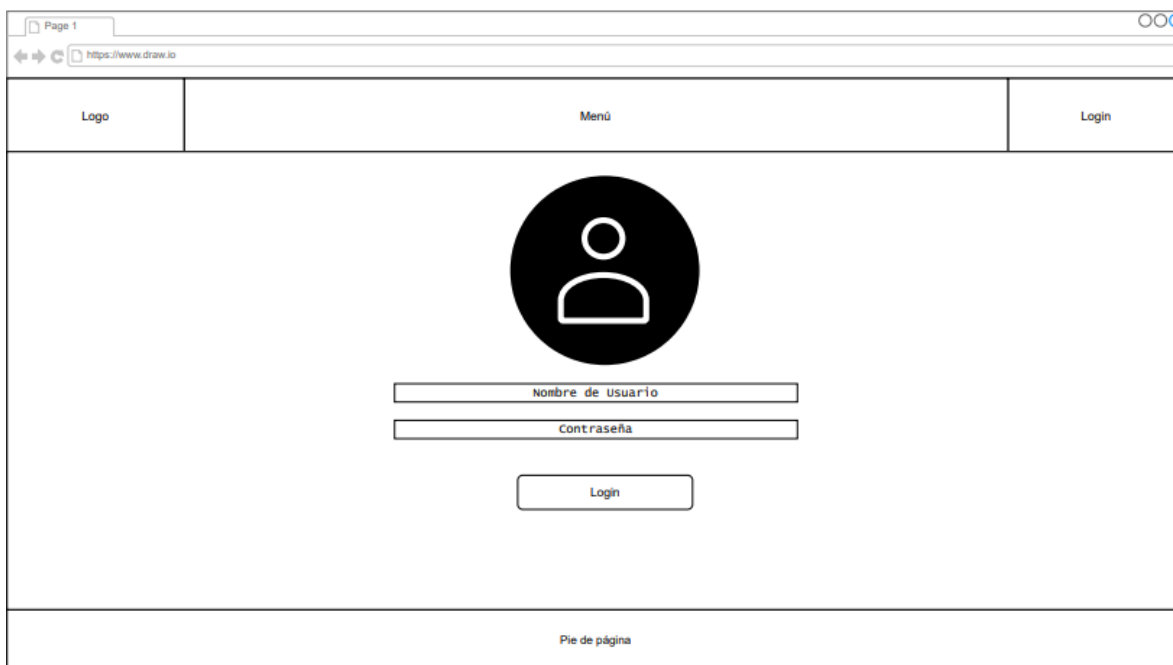 Page 1
https://www.draw.io
Logo
Menú
Login
Nombre de Usuario
Contraseña
Login
Pie de página